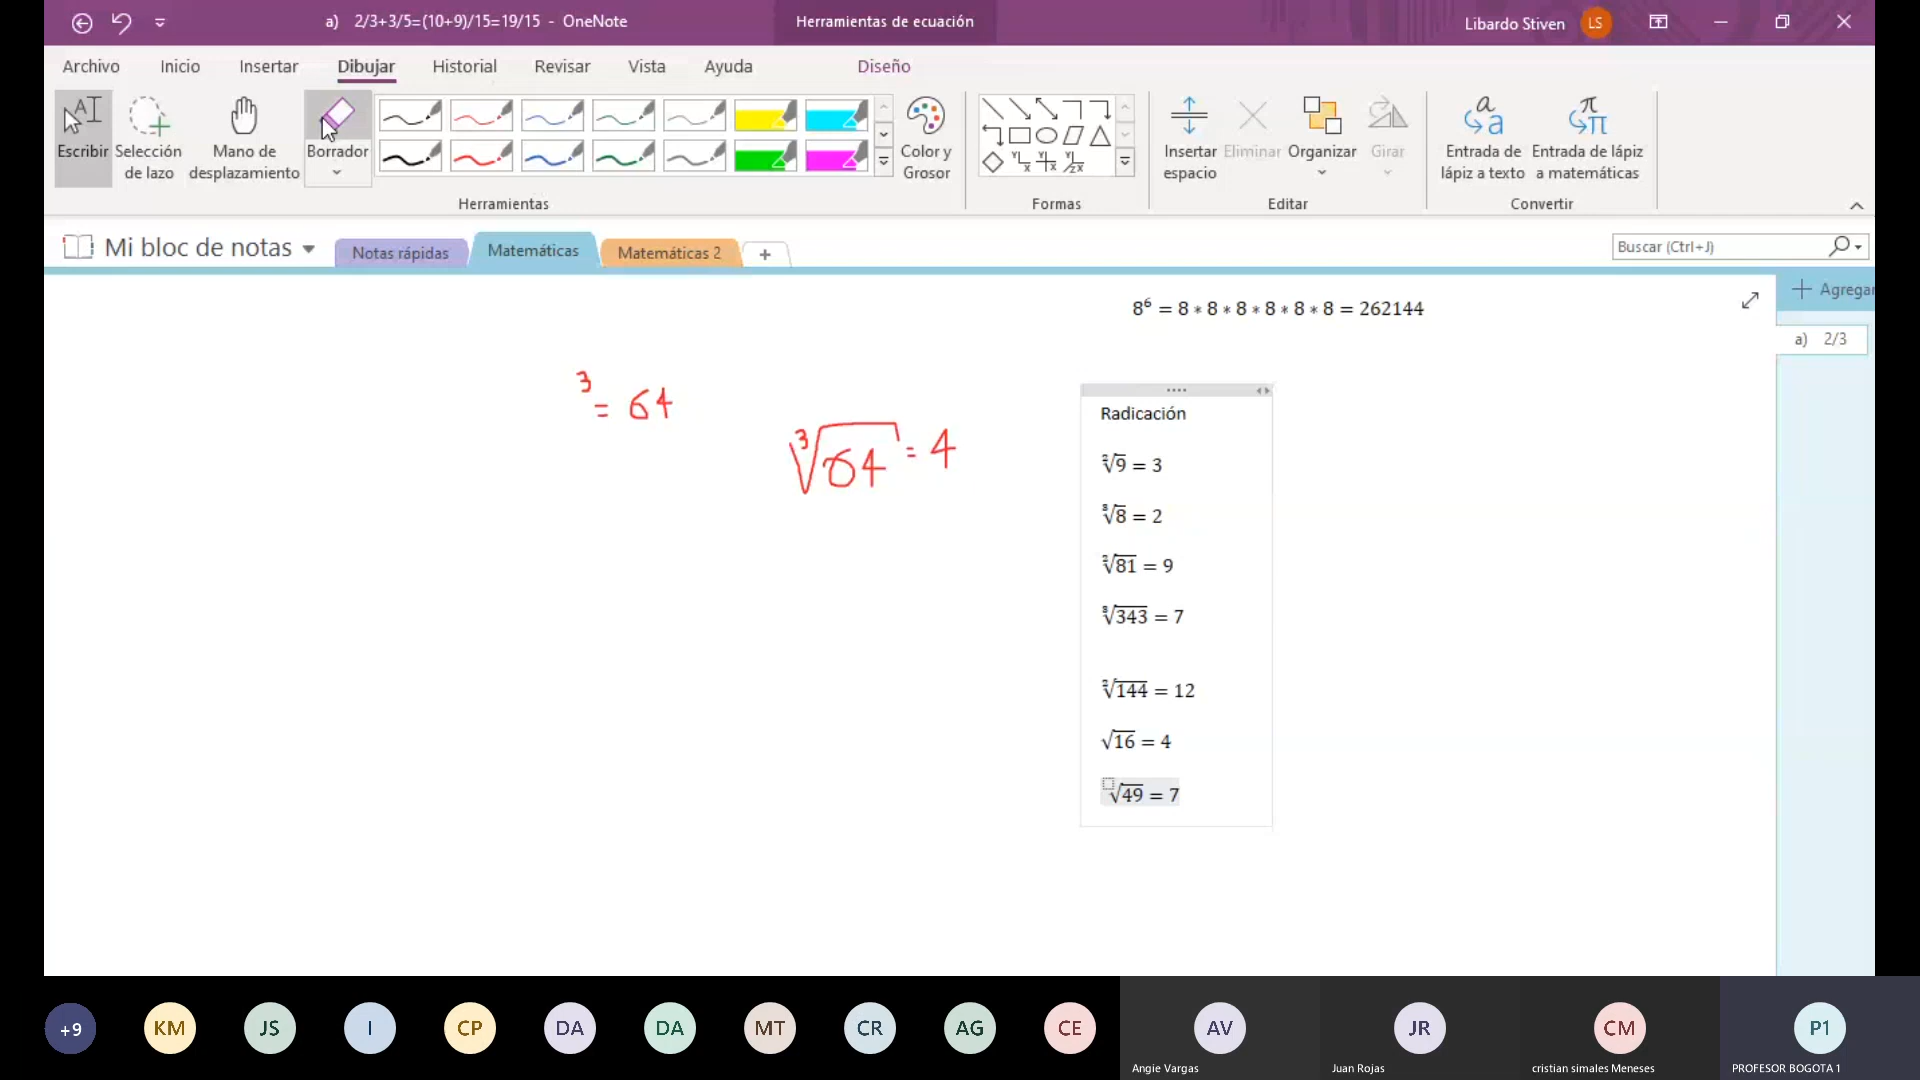 a) 2/3+3/5=(10+9)/15=19/15 - OneNote
Herramientas de ecuación
Libardo Stiven LS
Archivo Inicio Insertar Dibujar Historial Revisar Vista Ayuda Diseño
Escribir
Selección de lazo
Mano de desplazamiento
Borrador
Color y Grosor
Insertar espacio
Eliminar
Organizar
Girar
Entrada de lápiz a texto
Entrada de lápiz a matemáticas
Herramientas
Formas
Editar
Convertir
Mi bloc de notas
Notas rápidas
Matemáticas
Matemáticas 2
+
Buscar (Ctrl+J)
Agregar
a) 2/3
8⁶ = 8 * 8 * 8 * 8 * 8 * 8 = 262144
³ = 64
³√64 = 4
Radicación
²√9 = 3
³√8 = 2
²√81 = 9
³√343 = 7
²√144 = 12
√16 = 4
√49 = 7
+9 KM JS I CP DA DA MT CR AG CE AV JR CM P1
Angie Vargas
Juan Rojas
cristian simales Meneses
PROFESOR BOGOTA 1